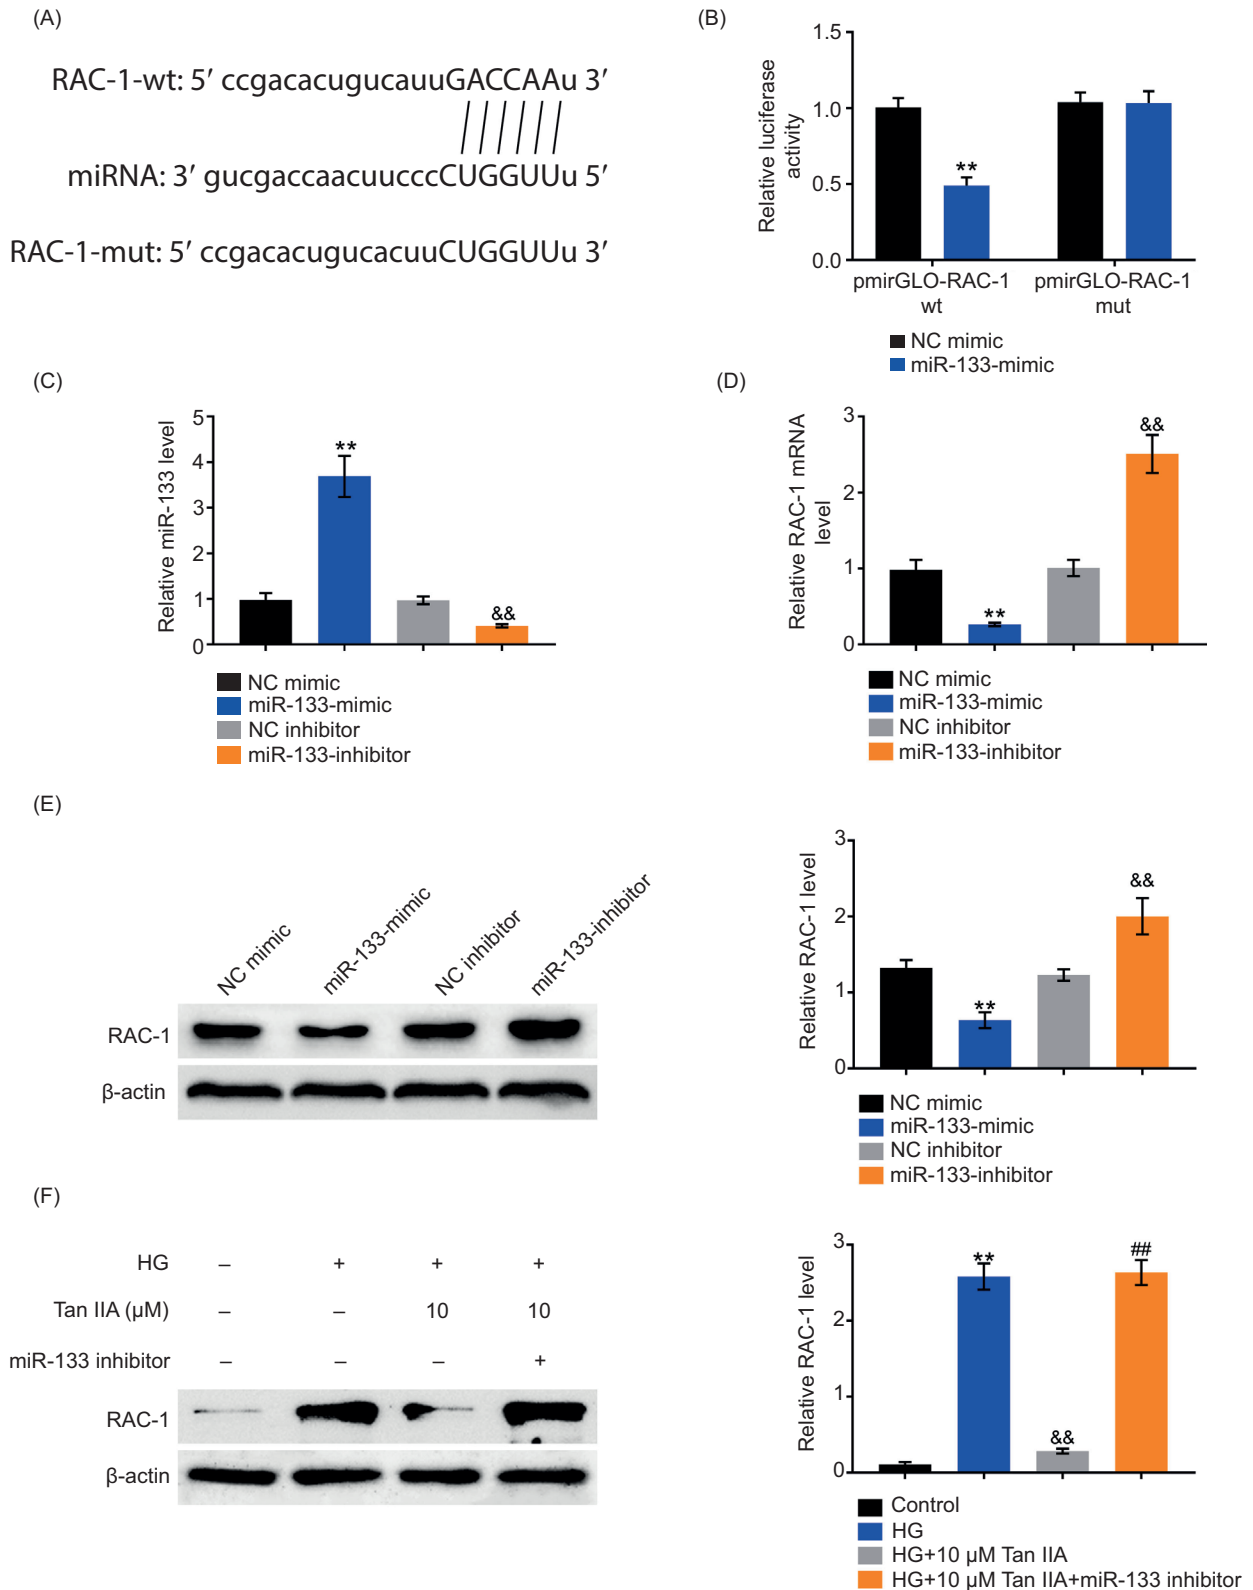 (A)
RAC-1-wt: 5′ ccgacacugucauuGACCAAu 3′
miRNA: 3′ gucgaccaacuucccCUGGUUu 5′
RAC-1-mut: 5′ ccgacacugucacuuCUGGUUu 3′
(B)
Relative luciferase
activity
1.5
1.0
0.5
0.0
**
pmirGLO-RAC-1
wt
pmirGLO-RAC-1
mut
NC mimic
miR-133-mimic
(C)
Relative miR-133 level
5
4
3
2
1
0
**
&&
NC mimic
miR-133-mimic
NC inhibitor
miR-133-inhibitor
(D)
Relative RAC-1 mRNA
level
3
2
1
0
**
&&
NC mimic
miR-133-mimic
NC inhibitor
miR-133-inhibitor
(E)
NC mimic
miR-133-mimic
NC inhibitor
miR-133-inhibitor
RAC-1
β-actin
Relative RAC-1 level
3
2
1
0
**
&&
NC mimic
miR-133-mimic
NC inhibitor
miR-133-inhibitor
(F)
HG – + + +
Tan IIA (μM) – – 10 10
miR-133 inhibitor – – – +
RAC-1
β-actin
Relative RAC-1 level
3
2
1
0
**
&&
##
Control
HG
HG+10 μM Tan IIA
HG+10 μM Tan IIA+miR-133 inhibitor